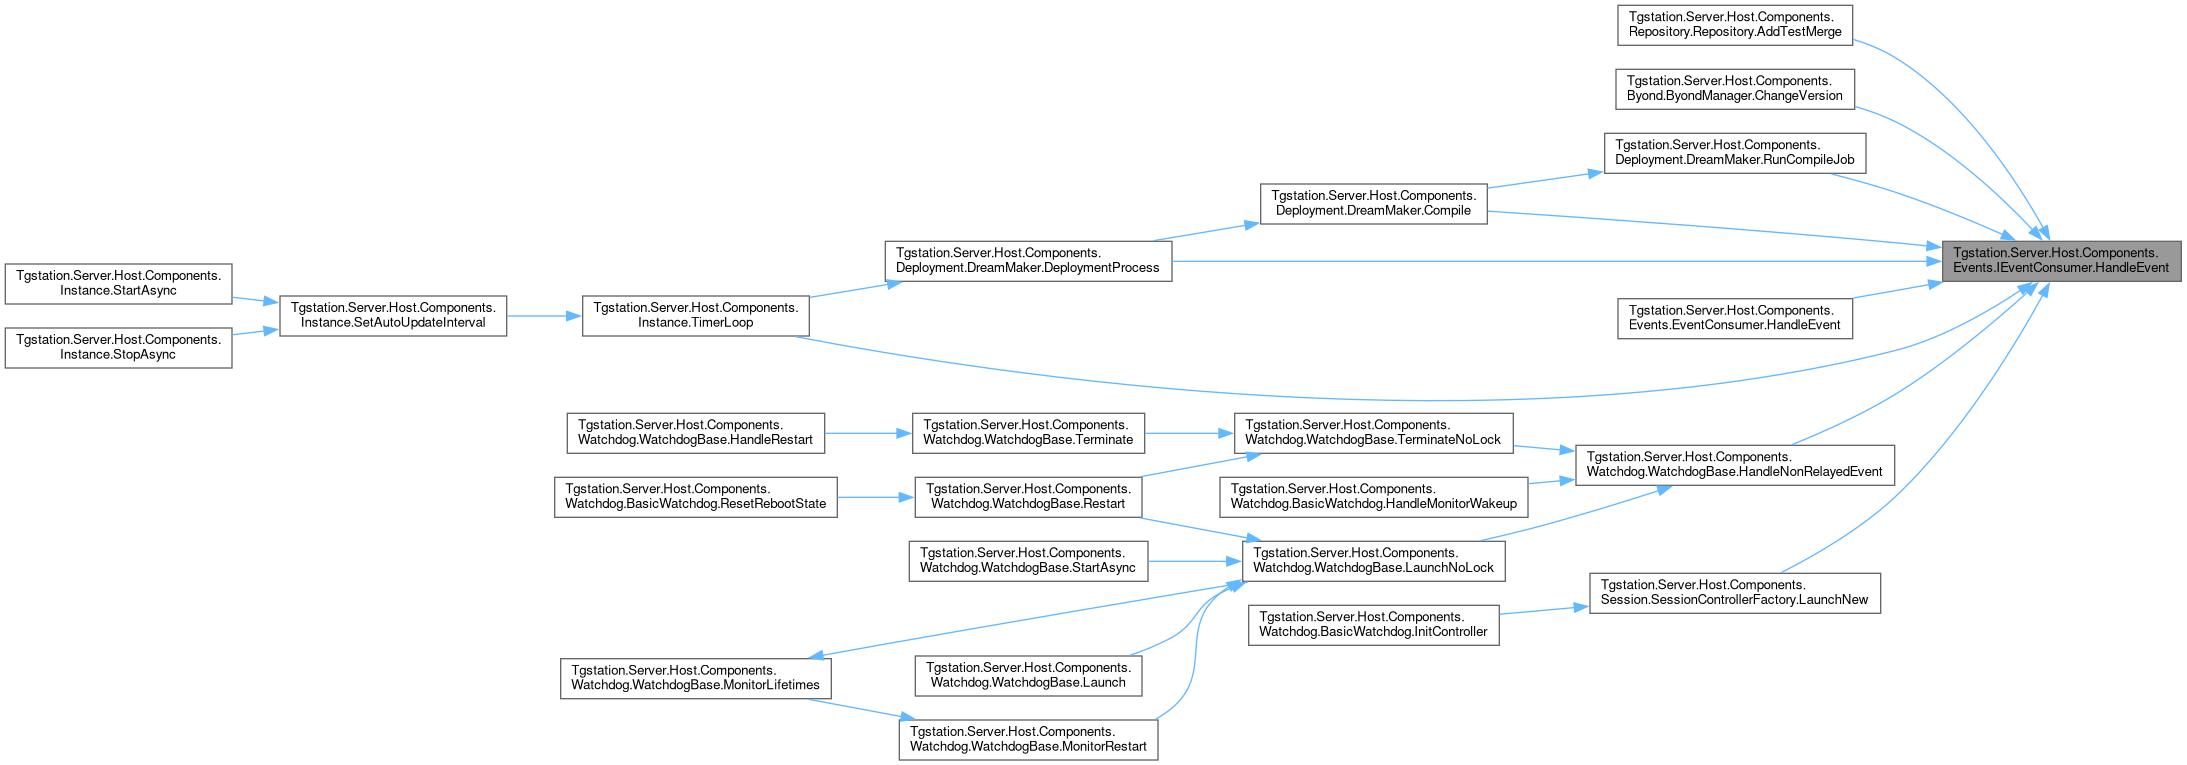 Tgstation.Server.Host.Components.
Repository.Repository.AddTestMerge
Tgstation.Server.Host.Components.
Byond.ByondManager.ChangeVersion
Tgstation.Server.Host.Components.
Deployment.DreamMaker.RunCompileJob
Tgstation.Server.Host.Components.
Deployment.DreamMaker.Compile
Tgstation.Server.Host.Components.
Deployment.DreamMaker.DeploymentProcess
Tgstation.Server.Host.Components.
Events.IEventConsumer.HandleEvent
Tgstation.Server.Host.Components.
Instance.StartAsync
Tgstation.Server.Host.Components.
Instance.SetAutoUpdateInterval
Tgstation.Server.Host.Components.
Instance.TimerLoop
Tgstation.Server.Host.Components.
Events.EventConsumer.HandleEvent
Tgstation.Server.Host.Components.
Instance.StopAsync
Tgstation.Server.Host.Components.
Watchdog.WatchdogBase.HandleRestart
Tgstation.Server.Host.Components.
Watchdog.WatchdogBase.Terminate
Tgstation.Server.Host.Components.
Watchdog.WatchdogBase.TerminateNoLock
Tgstation.Server.Host.Components.
Watchdog.WatchdogBase.HandleNonRelayedEvent
Tgstation.Server.Host.Components.
Watchdog.BasicWatchdog.ResetRebootState
Tgstation.Server.Host.Components.
Watchdog.WatchdogBase.Restart
Tgstation.Server.Host.Components.
Watchdog.BasicWatchdog.HandleMonitorWakeup
Tgstation.Server.Host.Components.
Watchdog.WatchdogBase.StartAsync
Tgstation.Server.Host.Components.
Watchdog.WatchdogBase.LaunchNoLock
Tgstation.Server.Host.Components.
Session.SessionControllerFactory.LaunchNew
Tgstation.Server.Host.Components.
Watchdog.BasicWatchdog.InitController
Tgstation.Server.Host.Components.
Watchdog.WatchdogBase.MonitorLifetimes
Tgstation.Server.Host.Components.
Watchdog.WatchdogBase.Launch
Tgstation.Server.Host.Components.
Watchdog.WatchdogBase.MonitorRestart